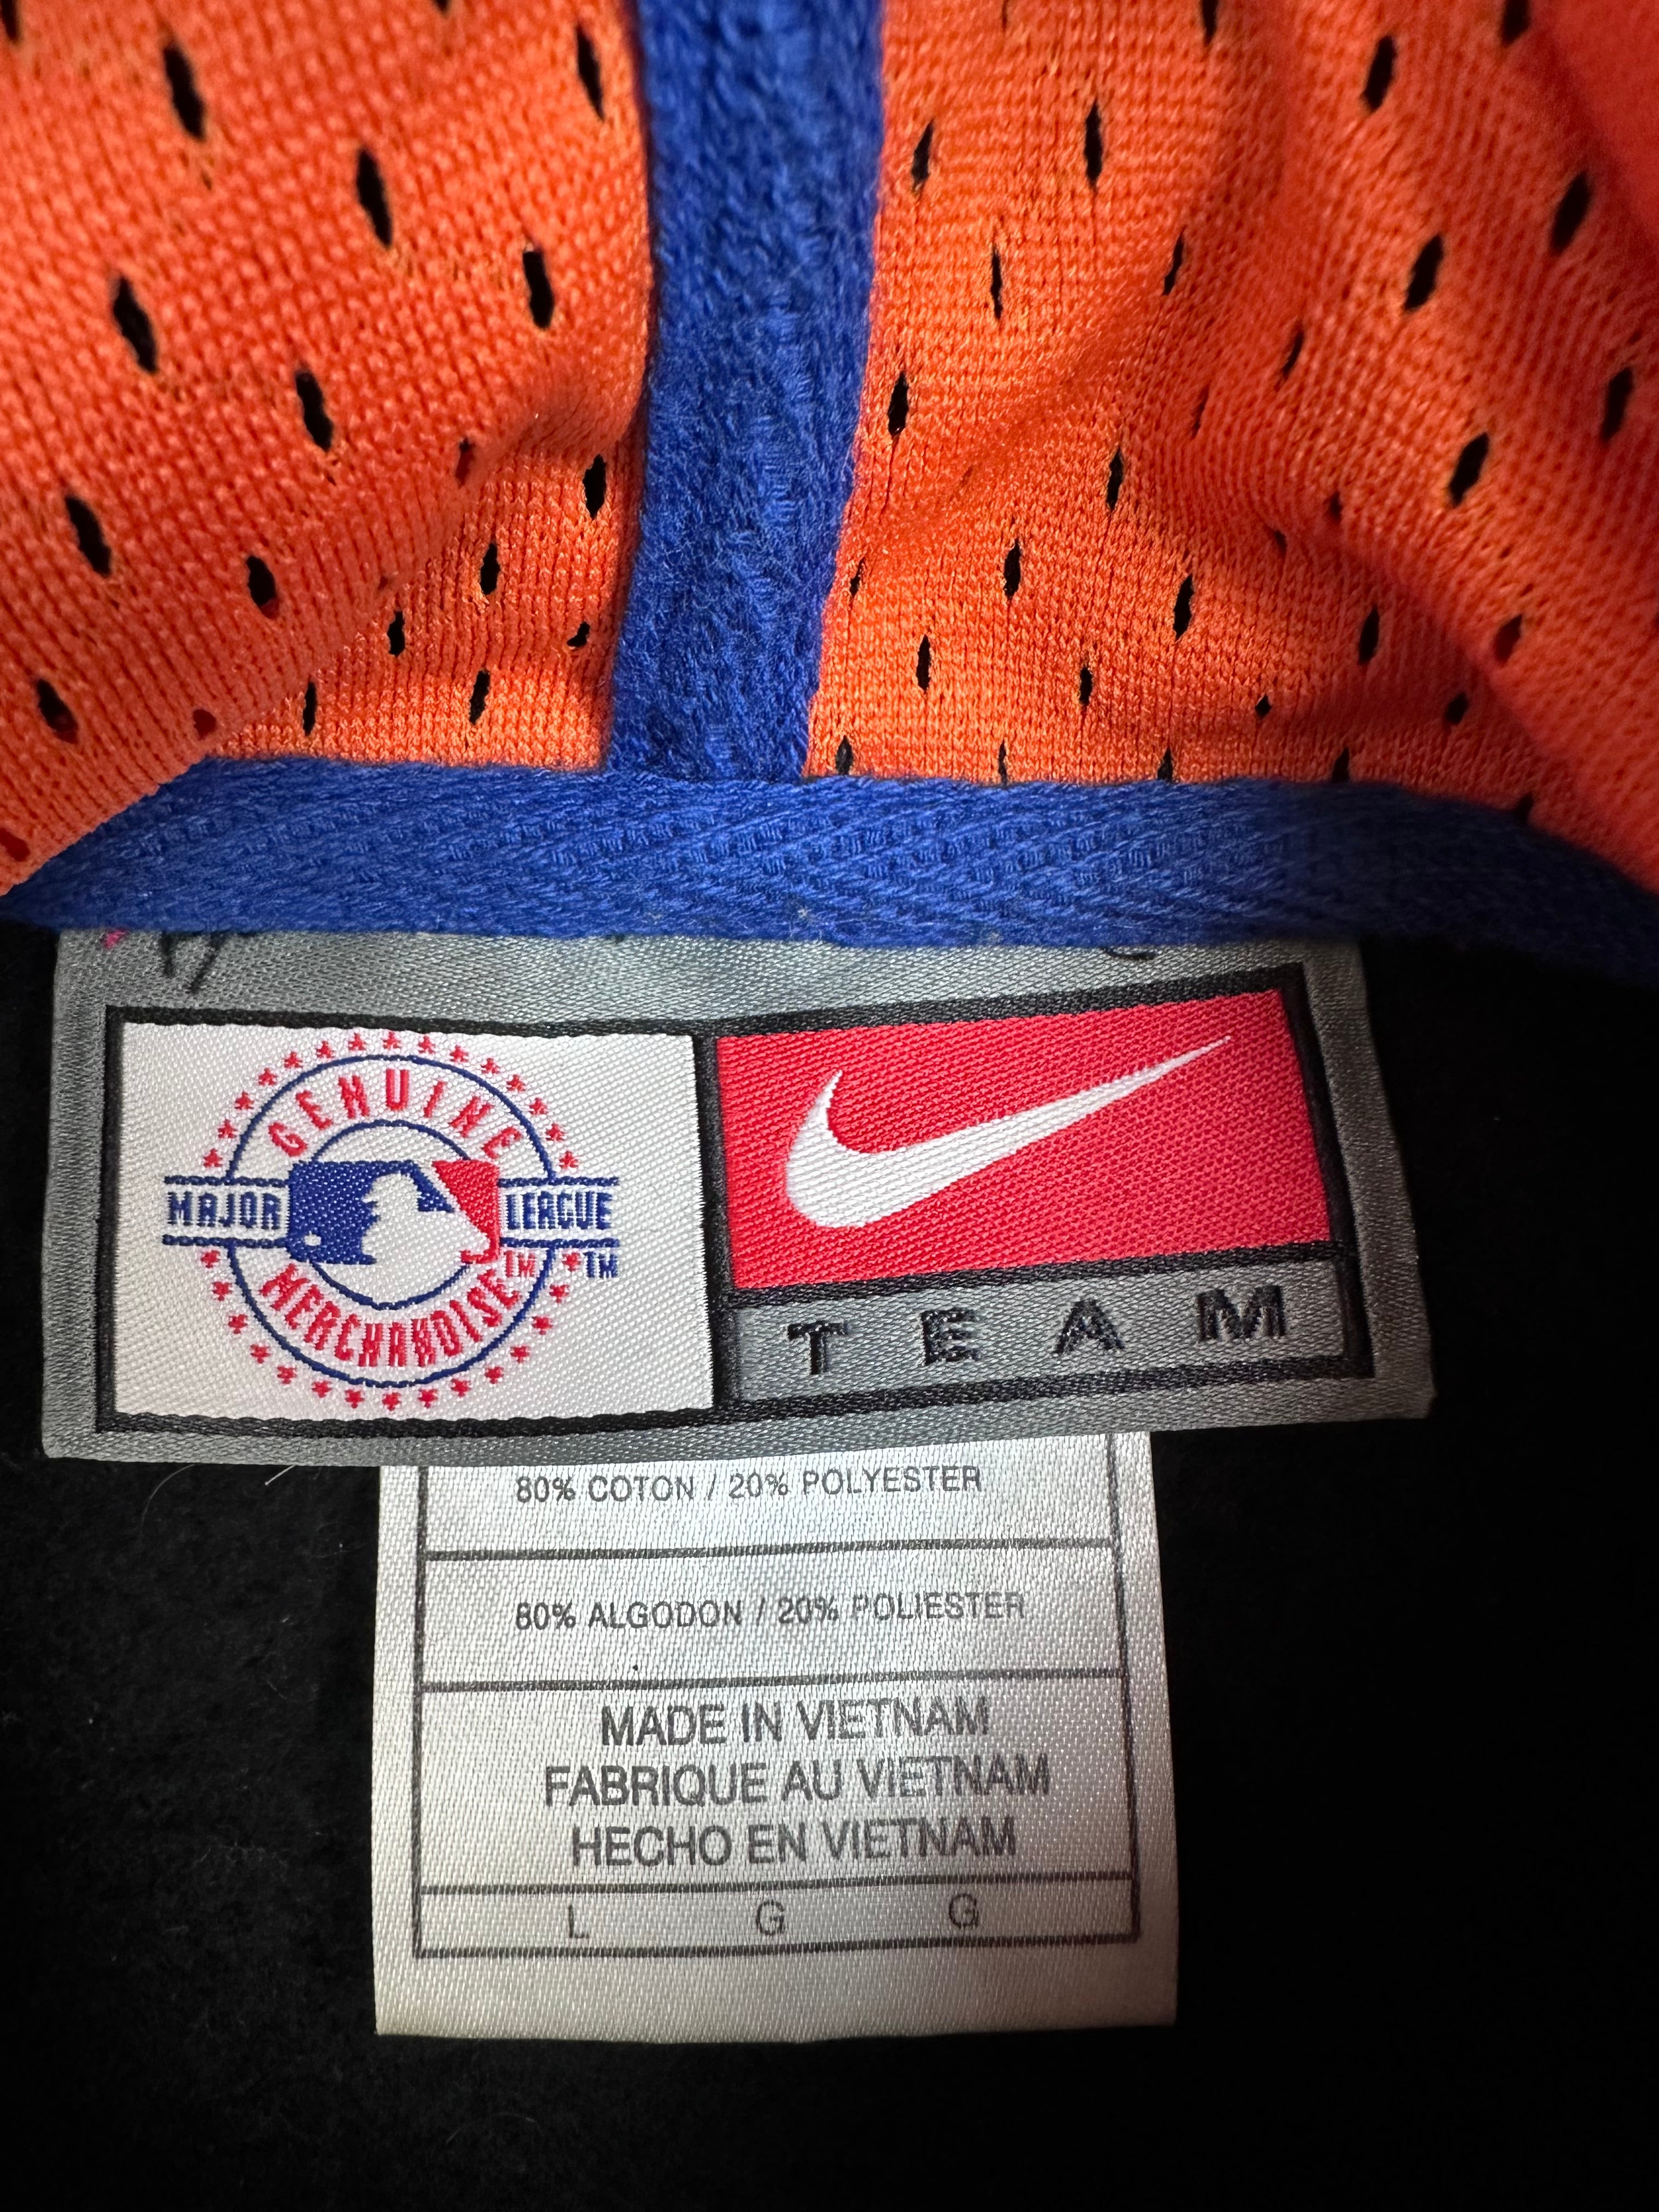 GENUINE
MAJOR LEAGUE
TM TM
MERCHANDISE
TEAM
80% COTON / 20% POLYESTER
80% ALGODON / 20% POLIESTER
MADE IN VIETNAM
FABRIQUE AU VIETNAM
HECHO EN VIETNAM
L G G